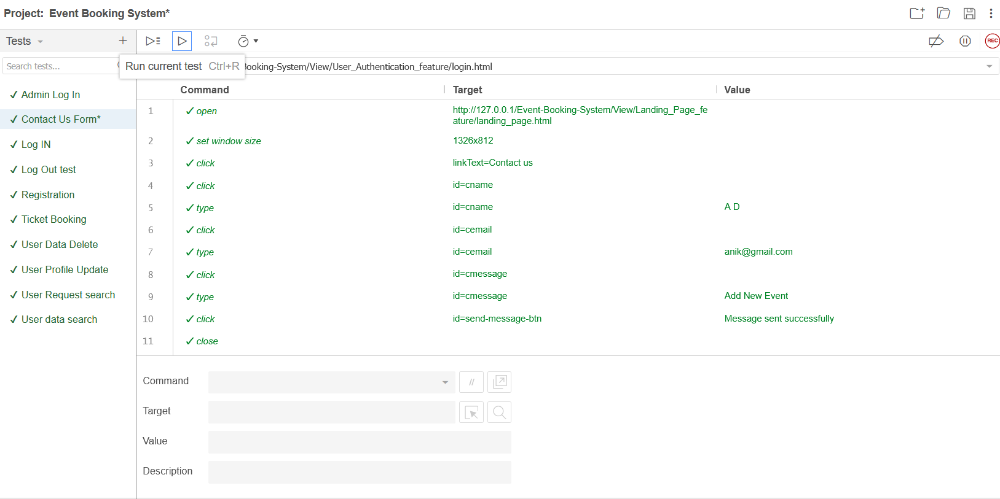 Project: Event Booking System*
Tests
REC
Search tests...
Run current test Ctrl+R
Booking-System/View/User_Authentication_feature/login.html
Command Target Value
✓ Admin Log In
✓ Contact Us Form*
✓ Log IN
✓ Log Out test
✓ Registration
✓ Ticket Booking
✓ User Data Delete
✓ User Profile Update
✓ User Request search
✓ User data search
1 ✓ open http://127.0.0.1/Event-Booking-System/View/Landing_Page_fe
ature/landing_page.html
2 ✓ set window size 1326x812
3 ✓ click linkText=Contact us
4 ✓ click id=cname
5 ✓ type id=cname A D
6 ✓ click id=cemail
7 ✓ type id=cemail anik@gmail.com
8 ✓ click id=cmessage
9 ✓ type id=cmessage Add New Event
10 ✓ click id=send-message-btn Message sent successfully
11 ✓ close
Command //
Target
Value
Description